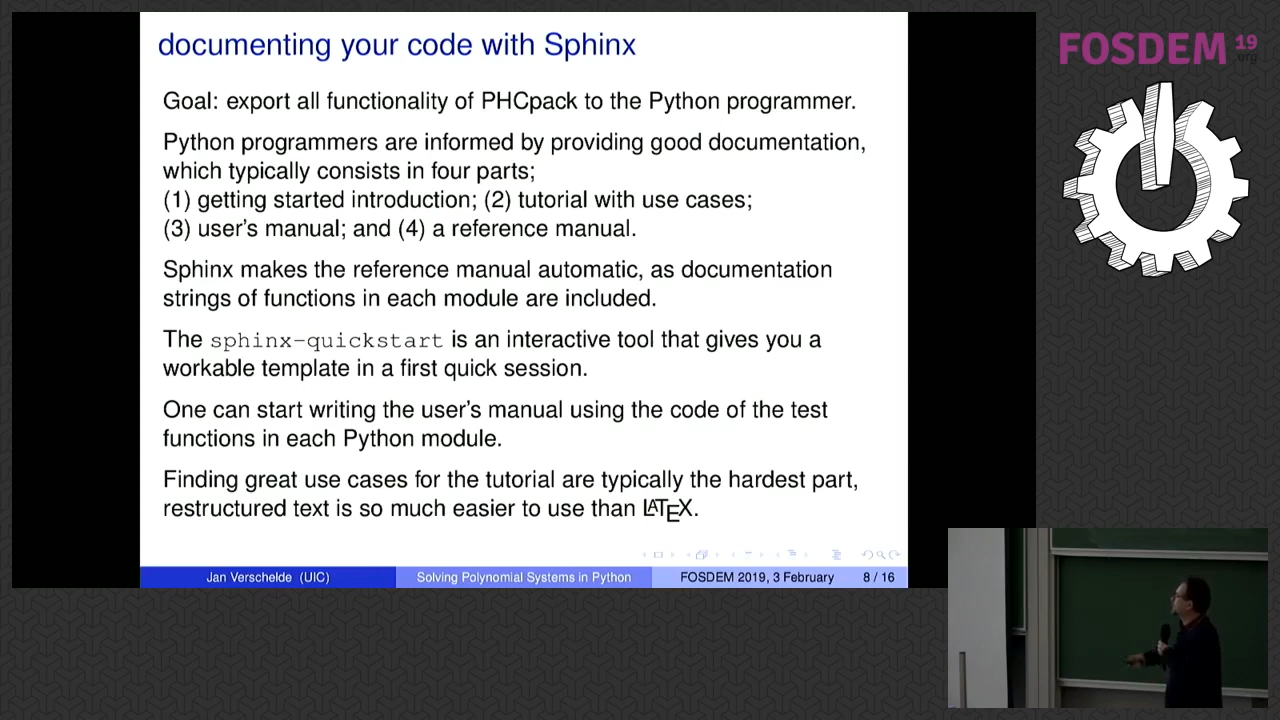 documenting your code with Sphinx
Goal: export all functionality of PHCpack to the Python programmer.
Python programmers are informed by providing good documentation,
which typically consists in four parts;
(1) getting started introduction; (2) tutorial with use cases;
(3) user's manual; and (4) a reference manual.
Sphinx makes the reference manual automatic, as documentation
strings of functions in each module are included.
The sphinx-quickstart is an interactive tool that gives you a
workable template in a first quick session.
One can start writing the user's manual using the code of the test
functions in each Python module.
Finding great use cases for the tutorial are typically the hardest part,
restructured text is so much easier to use than LATEX.
Jan Verschelde (UIC)
Solving Polynomial Systems in Python
FOSDEM 2019, 3 February
8 / 16
FOSDEM 19
.org